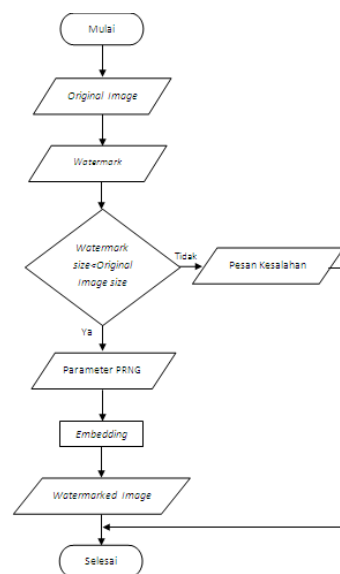 Mulai
Original Image
Watermark
Watermark
size<Original
Image size
Tidak
Pesan Kesalahan
Ya
Parameter PRNG
Embedding
Watermarked Image
Selesai